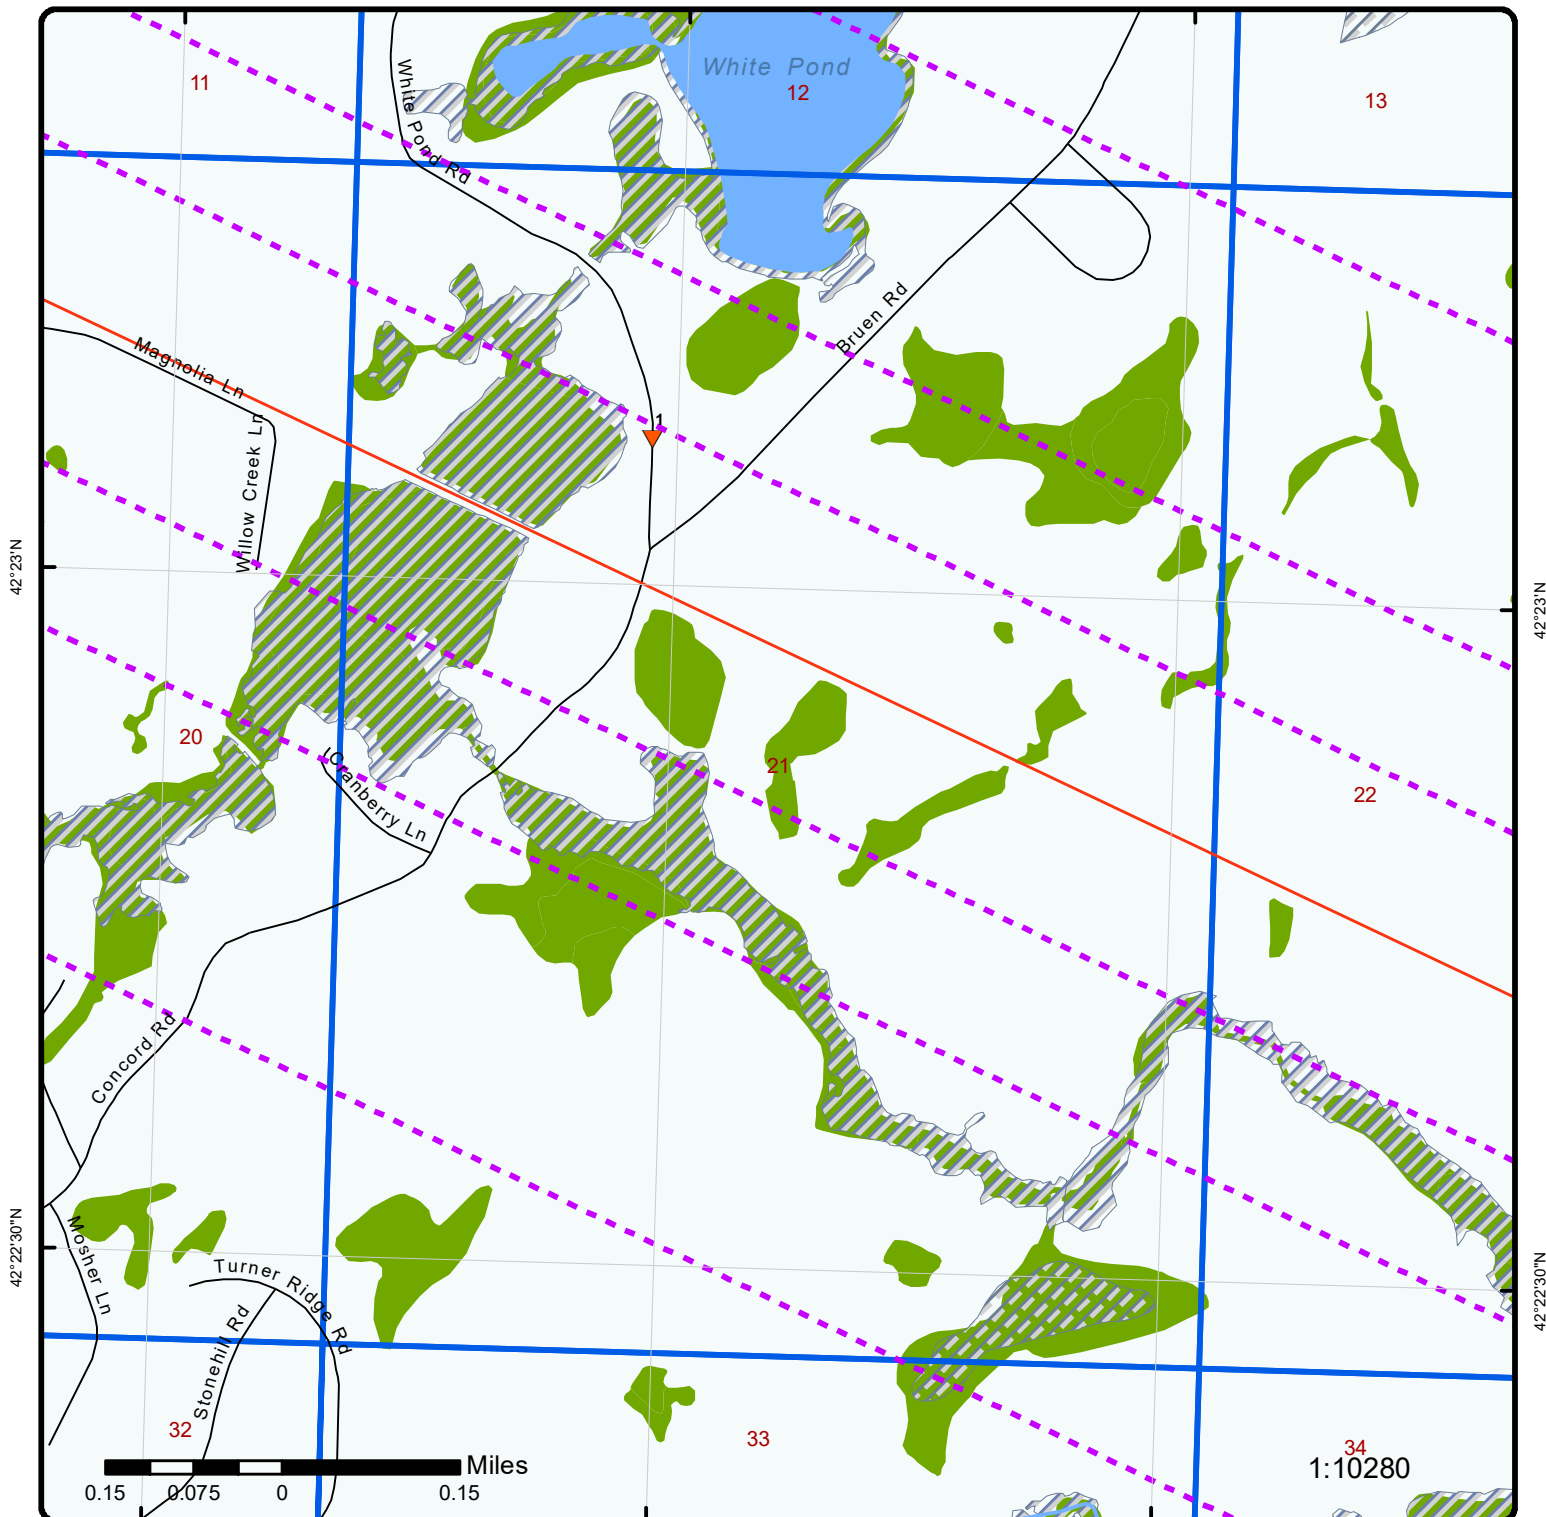 White Pond
11
12
13
White Pond Rd
Bruen Rd
Magnolia Ln
1
Willow Creek Ln
42°23'N
42°23'N
20
21
22
Cranberry Ln
Concord Rd
Mosher Ln
42°22'30"N
42°22'30"N
Turner Ridge Rd
Stonehill Rd
32
33
34
Miles
1:10280
0.15 0.075 0 0.15